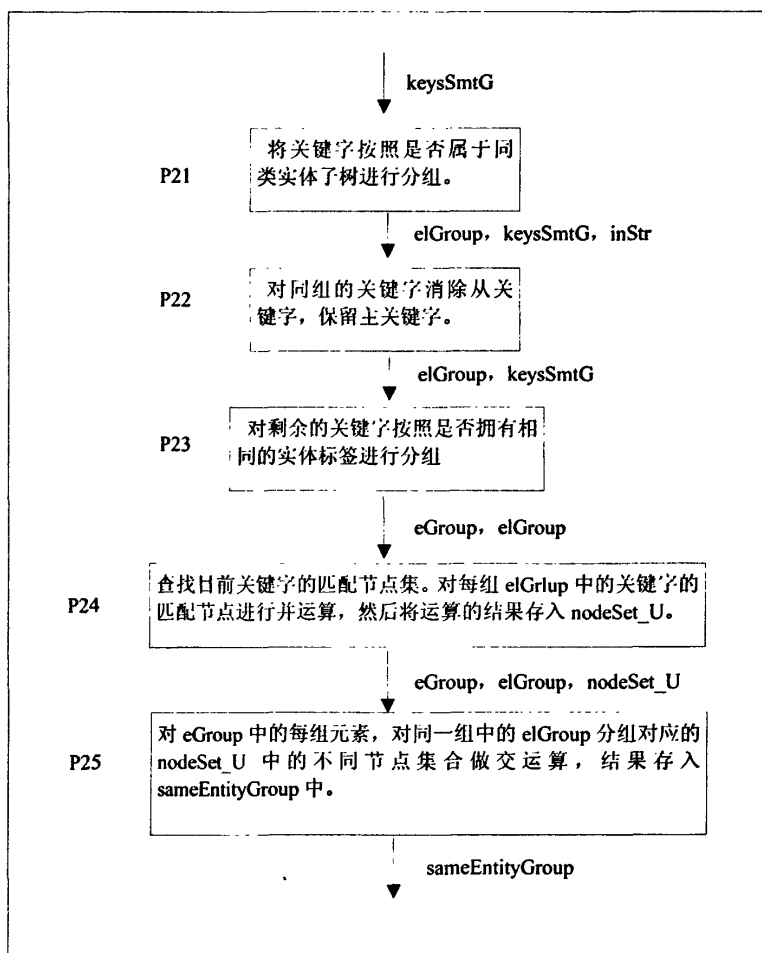 keysSmtG
P21
将关键字按照是否属于同
类实体了树进行分组。
elGroup，keysSmtG，inStr
P22
对同组的关键字消除从关
键字，保留主关键字。
elGroup，keysSmtG
P23
对剩余的关键字按照是否拥有相
同的实体标签进行分组
eGroup，elGroup
P24
查找目前关键字的匹配节点集。对每组 elGrlup 中的关键字的
匹配节点进行并运算，然后将运算的结果存入 nodeSet_U。
eGroup，elGroup，nodeSet_U
P25
对 eGroup 中的每组元素，对同一组中的 elGroup 分组对应的
nodeSet_U 中的不同节点集合做交运算，结果存入
sameEntityGroup 中。
sameEntityGroup